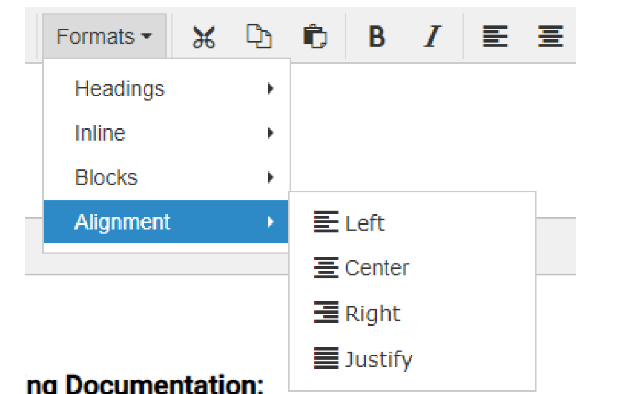 Formats B I
Headings
Inline
Blocks
Alignment
Left
Center
Right
Justify
ng Documentation: